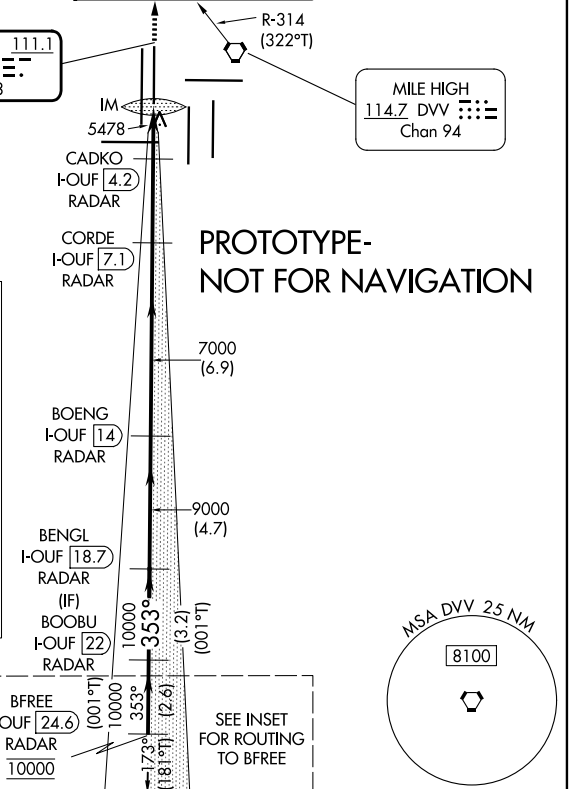 R-314
(322°T)
111.1
MILE HIGH
114.7 DVV
Chan 94
IM
5478
CADKO
I-OUF 4.2
RADAR
CORDE
I-OUF 7.1
RADAR
PROTOTYPE-
NOT FOR NAVIGATION
7000
(6.9)
BOENG
I-OUF 14
RADAR
9000
(4.7)
BENGL
I-OUF 18.7
RADAR
(IF)
BOOBU
I-OUF 22
RADAR
10000
353°
(3.2)
(001°T)
BFREE
OUF 24.6
RADAR
10000
(001°T)
10000
353°
(2.6)
173°
(181°T)
SEE INSET
FOR ROUTING
TO BFREE
MSA DVV 25 NM
8100